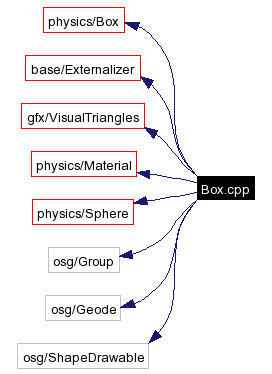 physics/Box
base/Externalizer
gfx/VisualTriangles
physics/Material
Box.cpp
physics/Sphere
osg/Group
osg/Geode
osg/ShapeDrawable